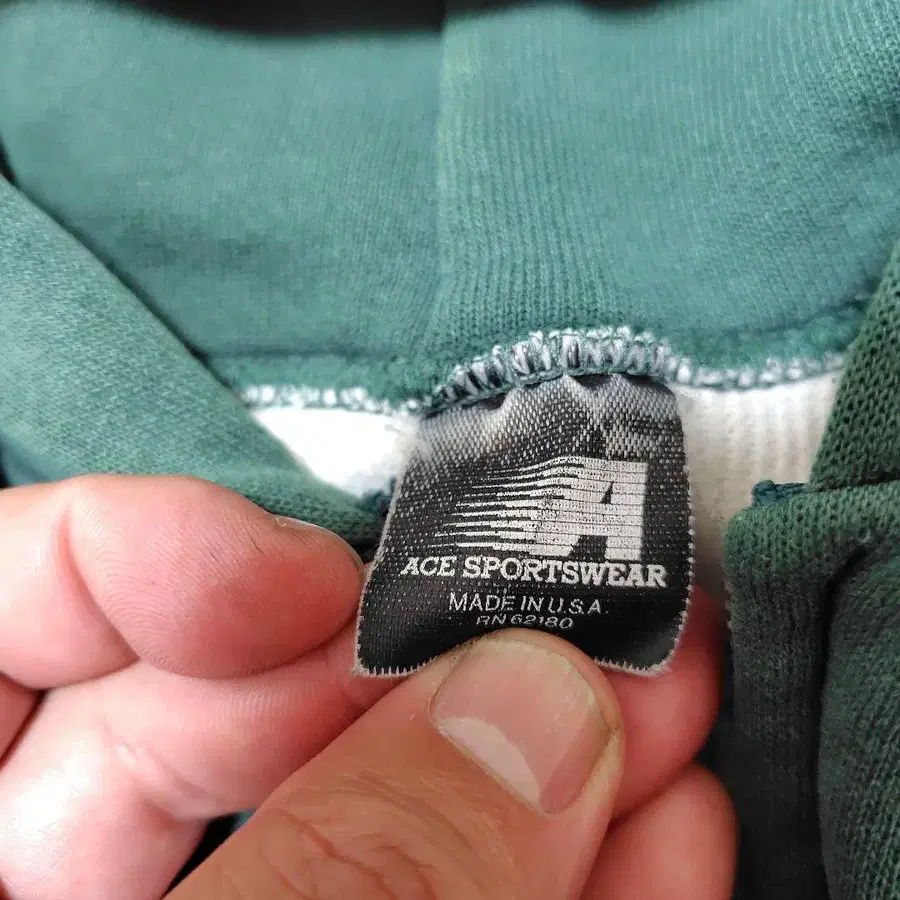 A
ACE SPORTSWEAR
MADE IN U.S.A.
RN 62180